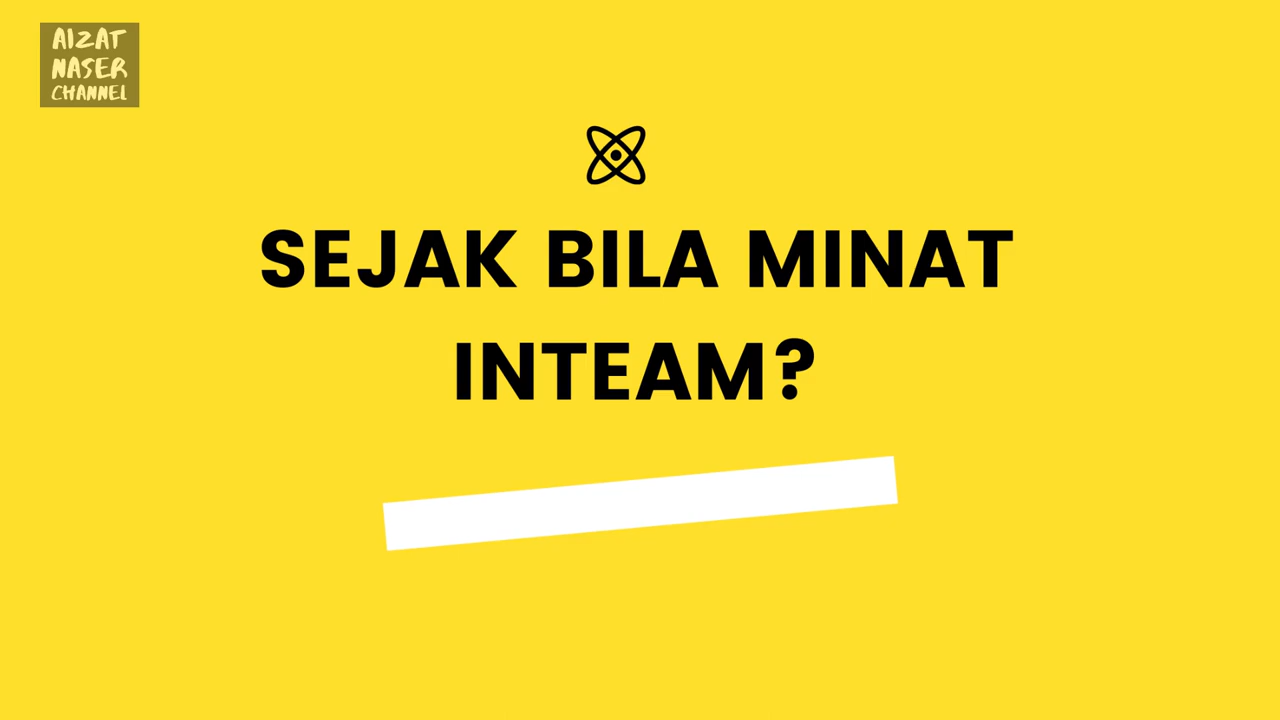 AIZAT
NASER
CHANNEL
SEJAK BILA MINAT
INTEAM?